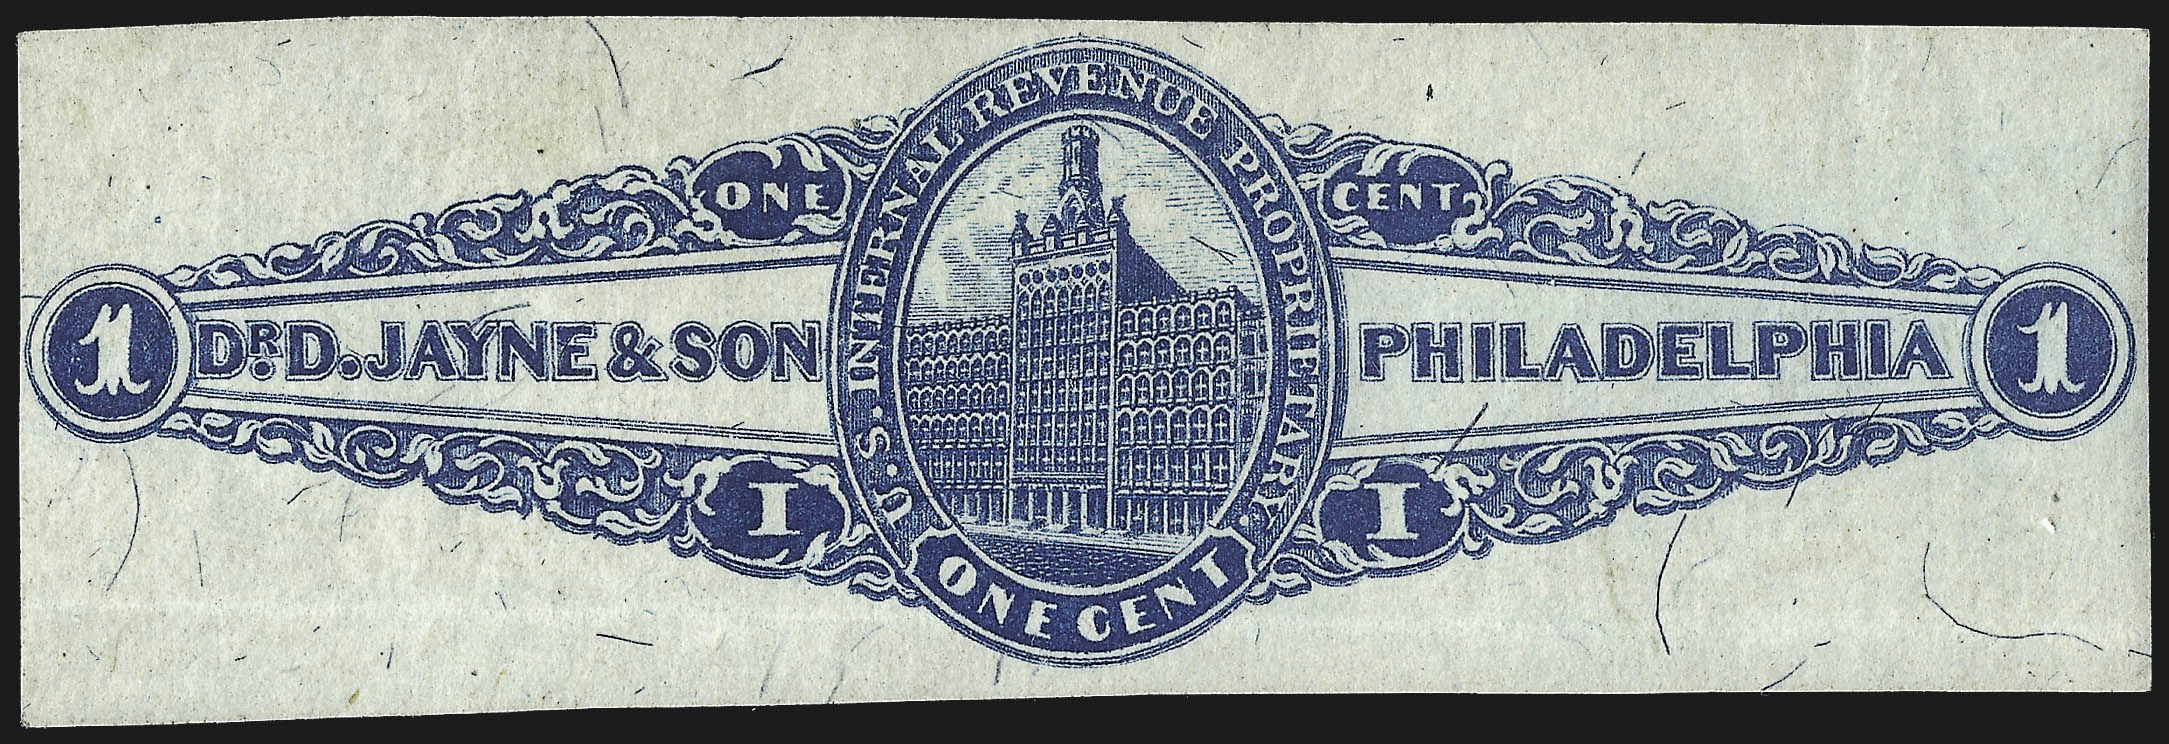 U.S. INTERNAL REVENUE PROPRIETARY.
ONE CENT
1 DR. D. JAYNE & SON PHILADELPHIA 1
1 1
ONE CENT